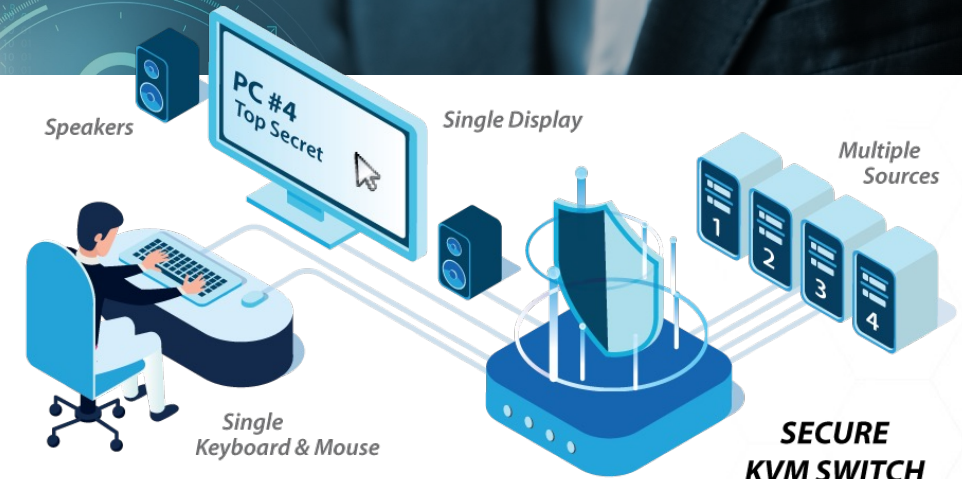 Speakers
PC #4
Top Secret
Single Display
Multiple
Sources
1
2
3
4
Single
Keyboard & Mouse
SECURE
KVM SWITCH